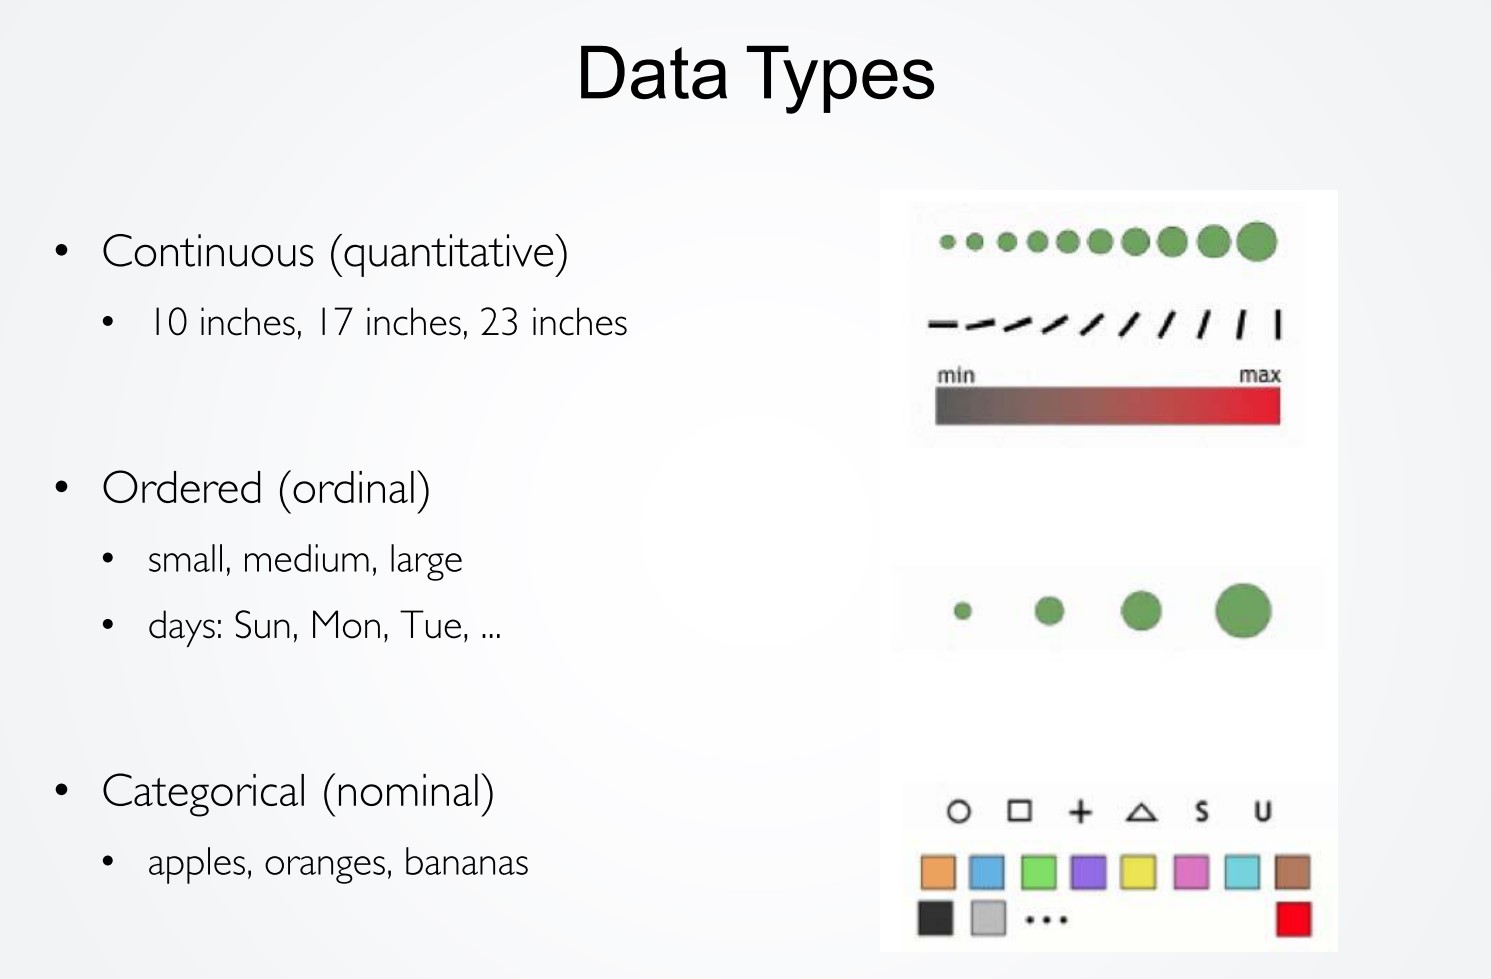 Data Types
• Continuous (quantitative)
• 10 inches, 17 inches, 23 inches
min max
• Ordered (ordinal)
• small, medium, large
• days: Sun, Mon, Tue, ...
• Categorical (nominal)
• apples, oranges, bananas
S U
...